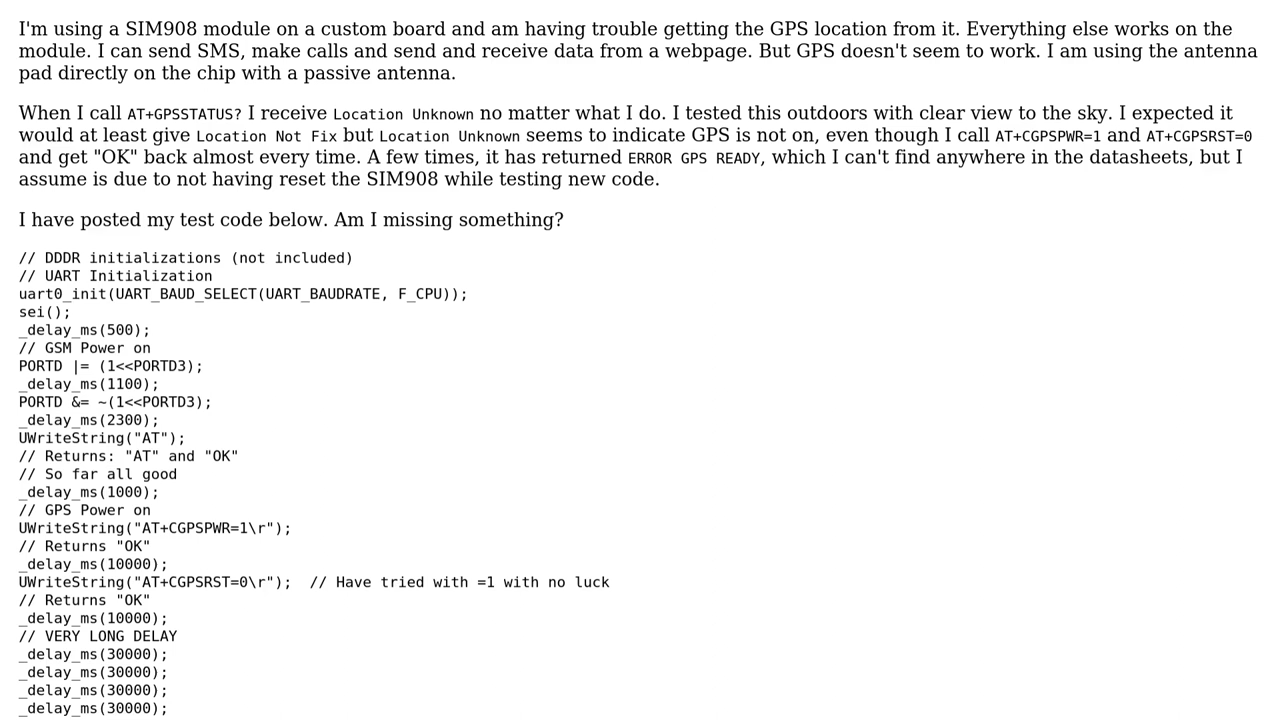 I'm using a SIM908 module on a custom board and am having trouble getting the GPS location from it. Everything else works on the
module. I can send SMS, make calls and send and receive data from a webpage. But GPS doesn't seem to work. I am using the antenna
pad directly on the chip with a passive antenna.
When I call AT+GPSSTATUS? I receive Location Unknown no matter what I do. I tested this outdoors with clear view to the sky. I expected it
would at least give Location Not Fix but Location Unknown seems to indicate GPS is not on, even though I call AT+CGPSPWR=1 and AT+CGPSRST=0
and get "OK" back almost every time. A few times, it has returned ERROR GPS READY, which I can't find anywhere in the datasheets, but I
assume is due to not having reset the SIM908 while testing new code.
I have posted my test code below. Am I missing something?
// DDDR initializations (not included)
// UART Initialization
uart0_init(UART_BAUD_SELECT(UART_BAUDRATE, F_CPU));
sei();
_delay_ms(500);
// GSM Power on
PORTD |= (1<<PORTD3);
_delay_ms(1100);
PORTD &= ~(1<<PORTD3);
_delay_ms(2300);
UWriteString("AT");
// Returns: "AT" and "OK"
// So far all good
_delay_ms(1000);
// GPS Power on
UWriteString("AT+CGPSPWR=1\r");
// Returns "OK"
_delay_ms(10000);
UWriteString("AT+CGPSRST=0\r");  // Have tried with =1 with no luck
// Returns "OK"
_delay_ms(10000);
// VERY LONG DELAY
_delay_ms(30000);
_delay_ms(30000);
_delay_ms(30000);
_delay_ms(30000);